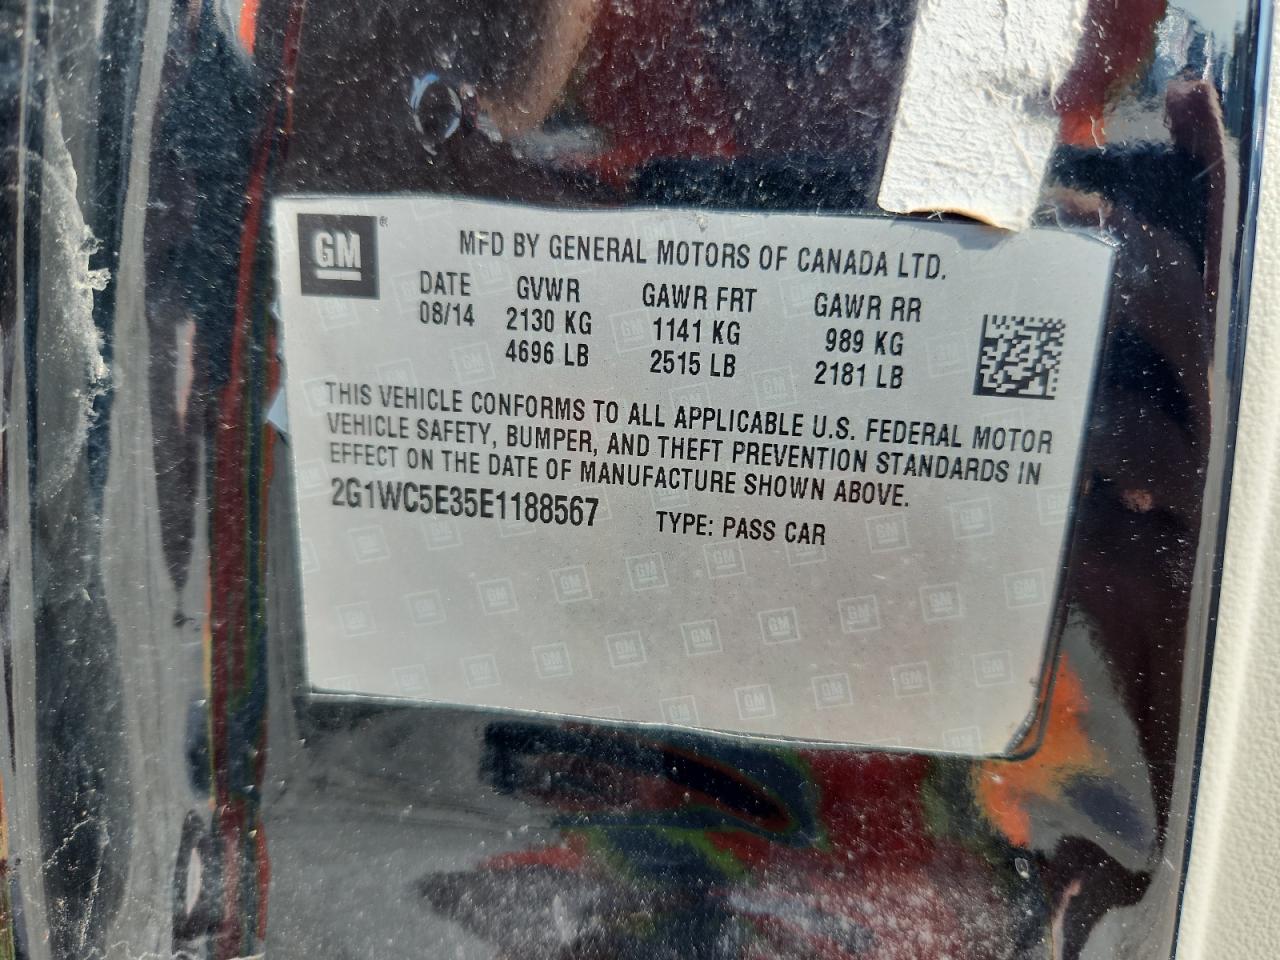 GM ®
MFD BY GENERAL MOTORS OF CANADA LTD.
DATE GVWR GAWR FRT GAWR RR
08/14 2130 KG 1141 KG 989 KG
4696 LB 2515 LB 2181 LB
THIS VEHICLE CONFORMS TO ALL APPLICABLE U.S. FEDERAL MOTOR
VEHICLE SAFETY, BUMPER, AND THEFT PREVENTION STANDARDS IN
EFFECT ON THE DATE OF MANUFACTURE SHOWN ABOVE.
2G1WC5E35E1188567 TYPE: PASS CAR